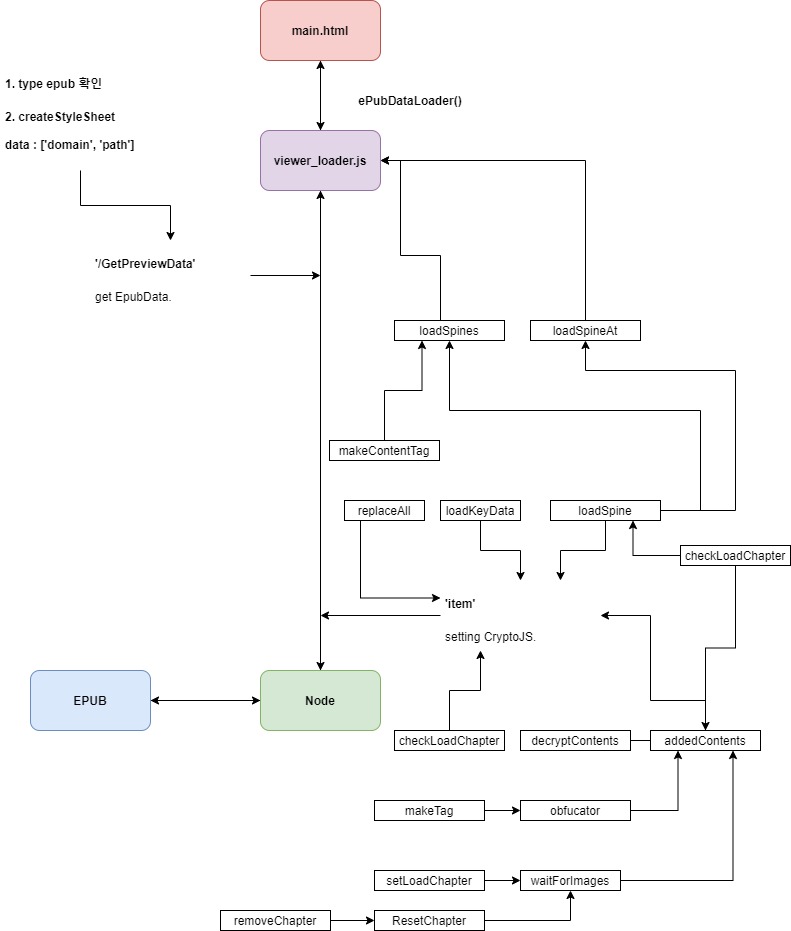 main.html
1. type epub 확인
ePubDataLoader()
2. createStyleSheet
data : ['domain', 'path']
viewer_loader.js
'/GetPreviewData'
get EpubData.
loadSpines
loadSpineAt
makeContentTag
replaceAll
loadKeyData
loadSpine
checkLoadChapter
'item'
setting CryptoJS.
EPUB
Node
checkLoadChapter
decryptContents
addedContents
makeTag
obfucator
setLoadChapter
waitForImages
removeChapter
ResetChapter